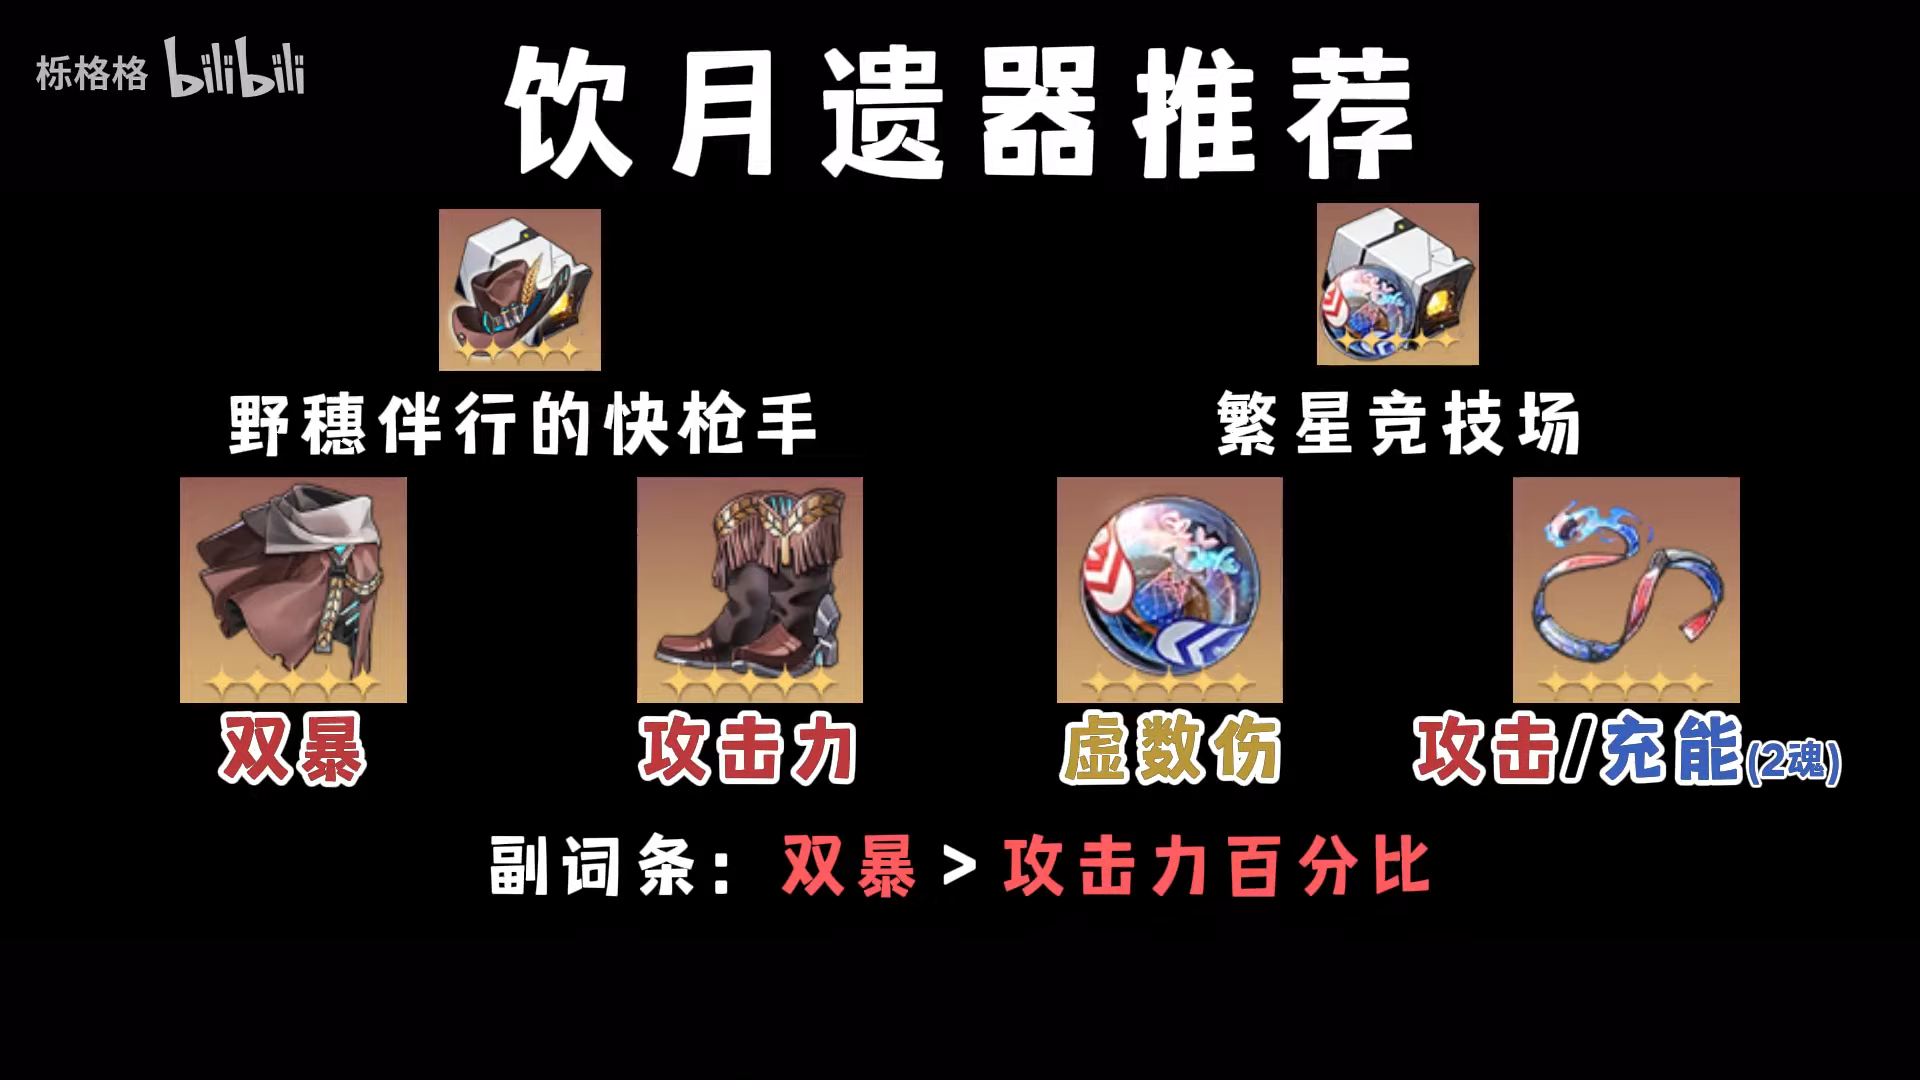 栎格格 bilibili
饮月遗器推荐
野穗伴行的快枪手
繁星竞技场
双暴
攻击力
虚数伤
攻击/充能(2魂)
副词条：双暴>攻击力百分比